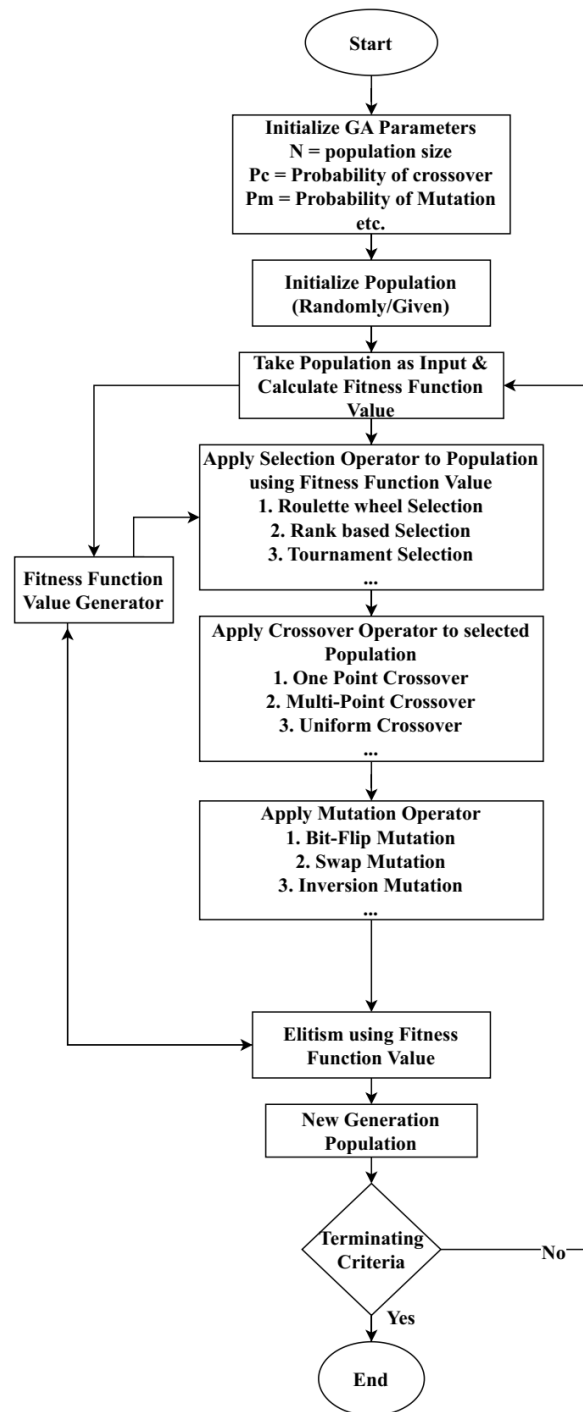 Start
Initialize GA Parameters
N = population size
Pc = Probability of crossover
Pm = Probability of Mutation
etc.
Initialize Population
(Randomly/Given)
Take Population as Input &
Calculate Fitness Function
Value
Apply Selection Operator to Population
using Fitness Function Value
1. Roulette wheel Selection
2. Rank based Selection
3. Tournament Selection
...
Fitness Function
Value Generator
Apply Crossover Operator to selected
Population
1. One Point Crossover
2. Multi-Point Crossover
3. Uniform Crossover
...
Apply Mutation Operator
1. Bit-Flip Mutation
2. Swap Mutation
3. Inversion Mutation
...
Elitism using Fitness
Function Value
New Generation
Population
Terminating
Criteria
No
Yes
End